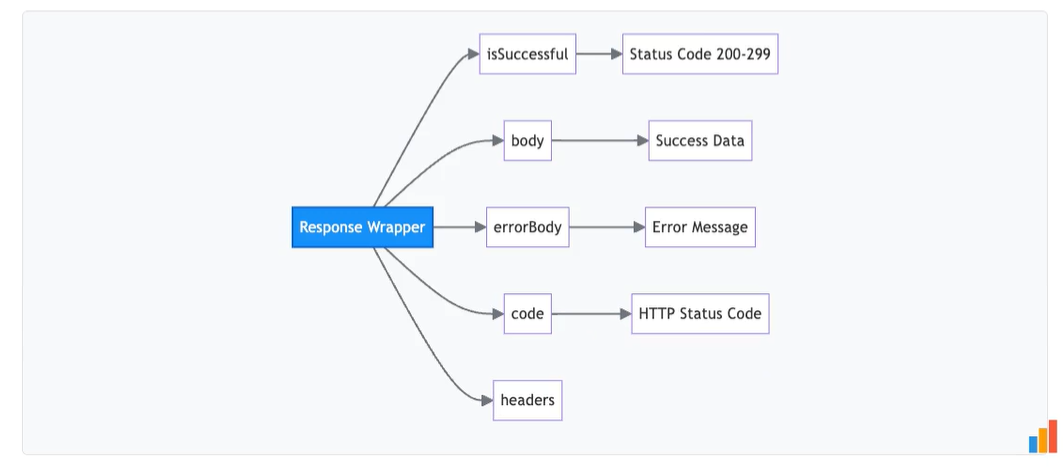 isSuccessful
Status Code 200-299
body
Success Data
Response Wrapper
errorBody
Error Message
code
HTTP Status Code
headers